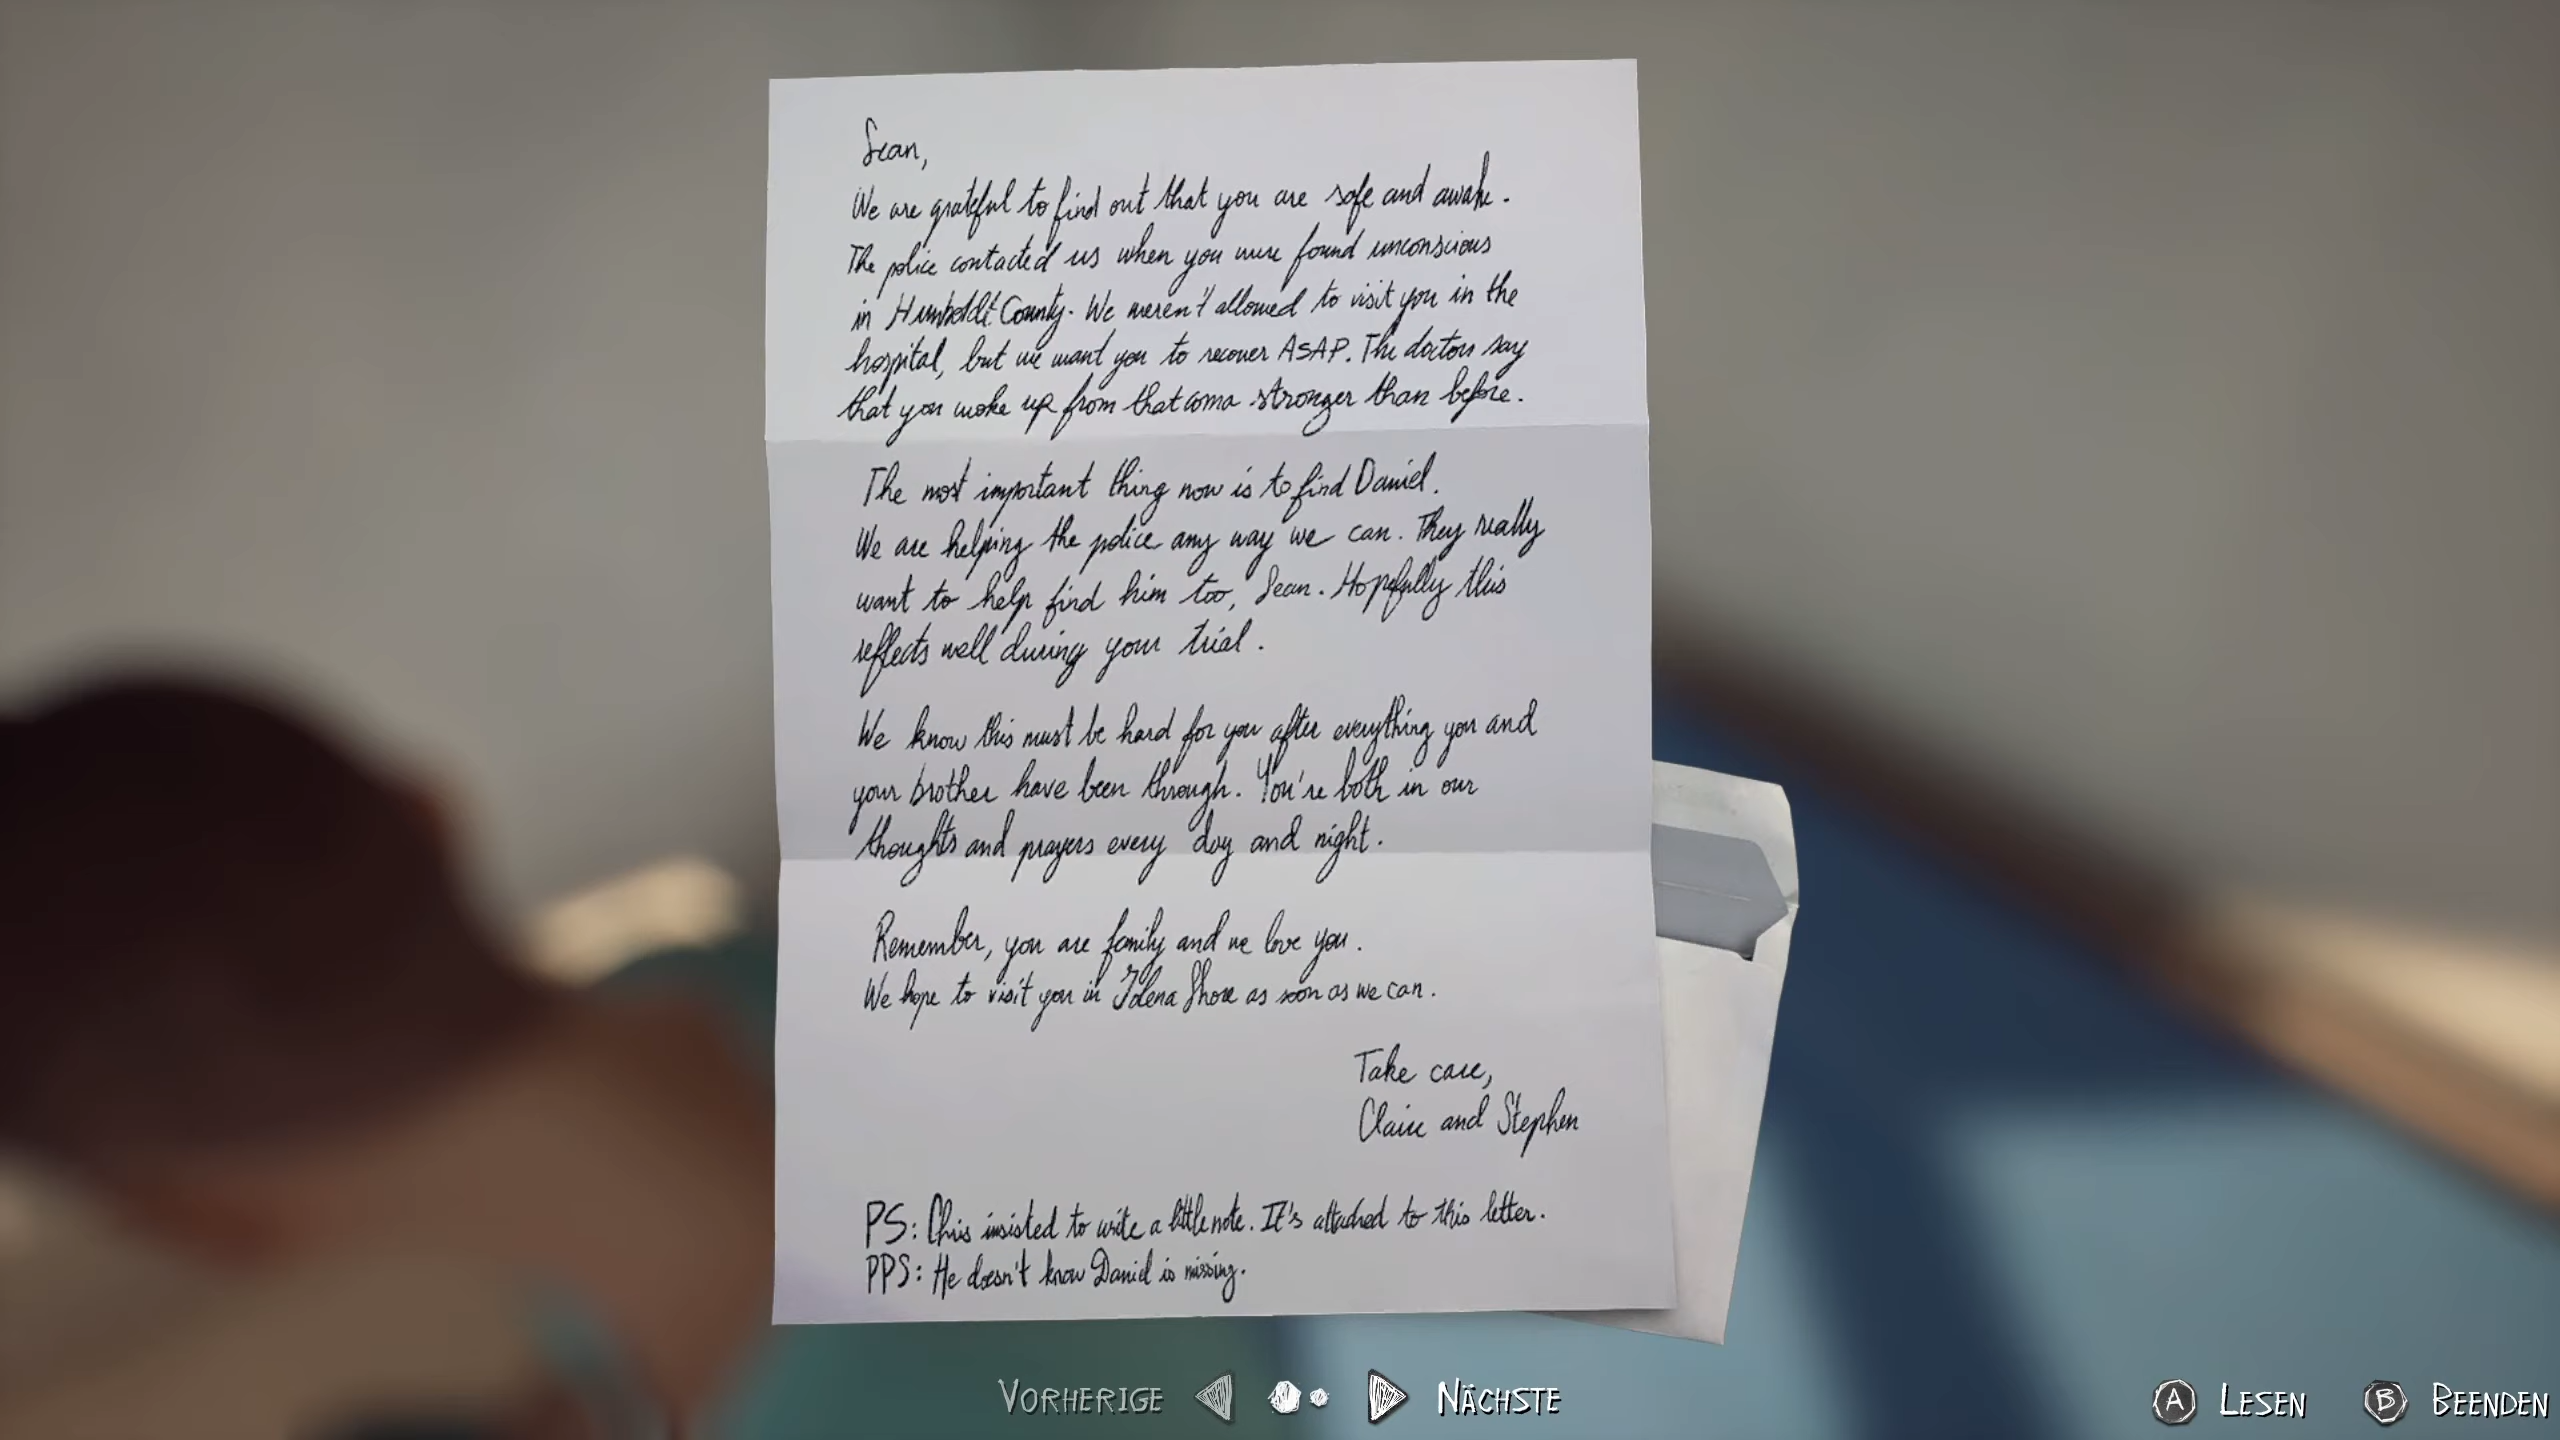 Sean,
We are grateful to find out that you are safe and awake.
The police contacted us when you were found unconscious
in Humboldt County. We weren't allowed to visit you in the
hospital, but we want you to recover ASAP. The doctors say
that you woke up from that coma stronger than before.
The most important thing now is to find Daniel.
We are helping the police any way we can. They really
want to help find him too, Sean. Hopefully this
reflects well during your trial.
We know this must be hard for you after everything you and
your brother have been through. You're both in our
thoughts and prayers every day and night.
Remember, you are family and we love you.
We hope to visit you in Idena Shore as soon as we can.
Take care,
Claire and Stephen
PS: Chris insisted to write a little note. It's attached to this letter.
PPS: He doesn't know Daniel is missing.
VORHERIGE NÄCHSTE
A LESEN B BEENDEN